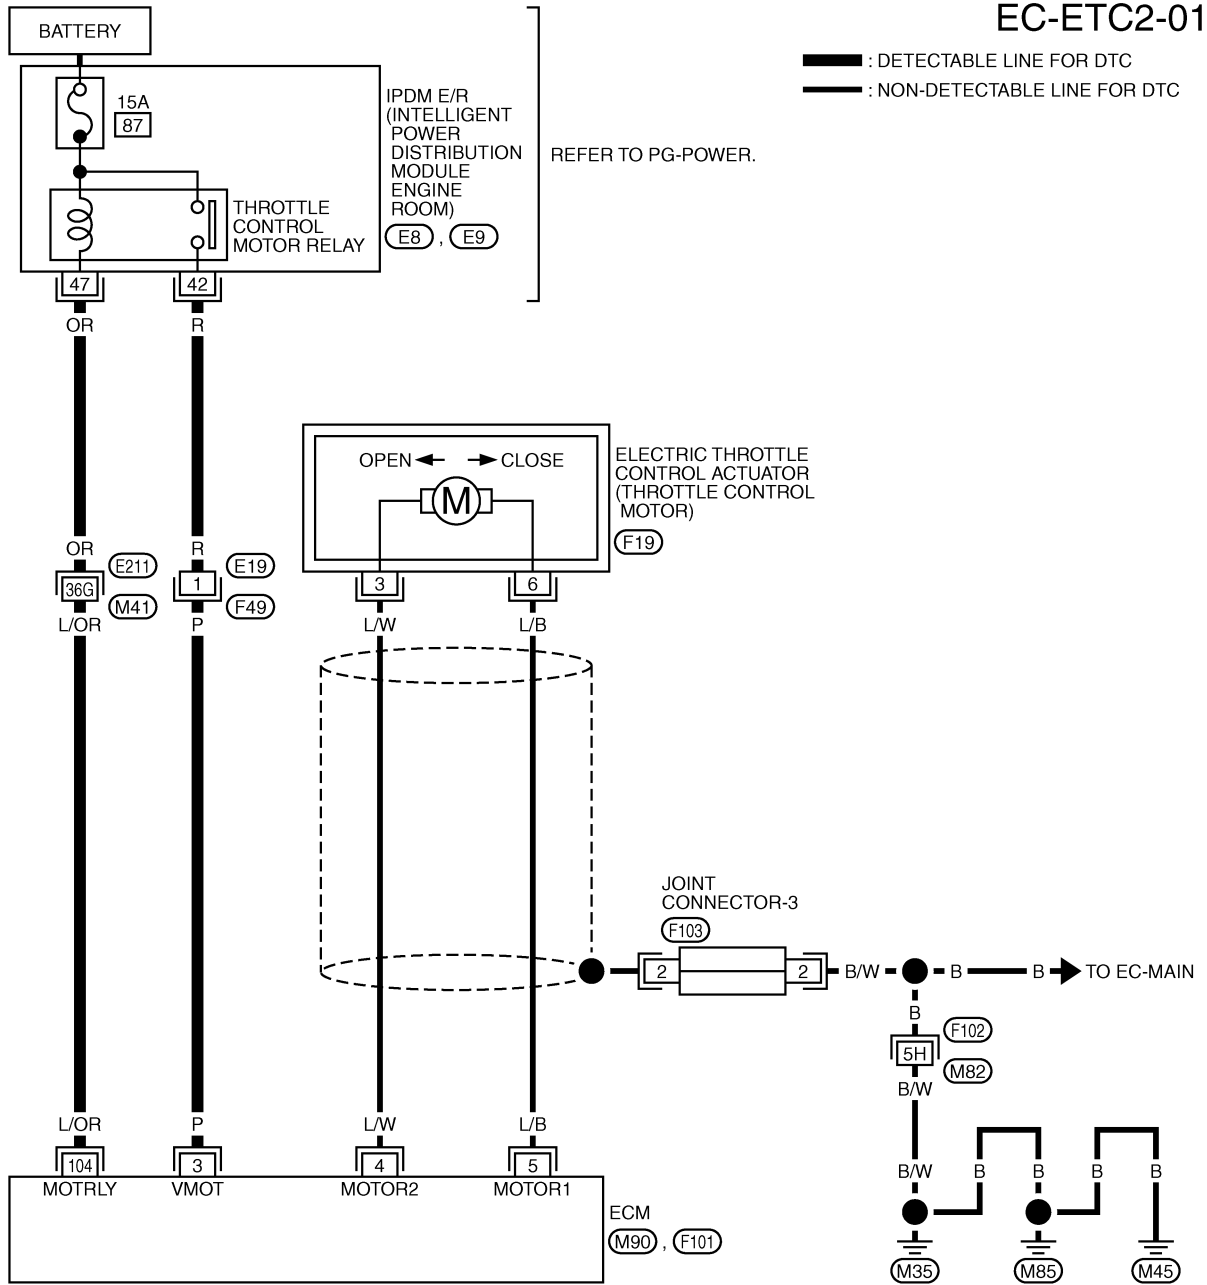 EC-ETC2-01
BATTERY
: DETECTABLE LINE FOR DTC
: NON-DETECTABLE LINE FOR DTC
15A
87
IPDM E/R
(INTELLIGENT
POWER
DISTRIBUTION
MODULE
ENGINE
ROOM)
E8 , E9
REFER TO PG-POWER.
THROTTLE
CONTROL
MOTOR RELAY
47
42
OR
R
OPEN
CLOSE
M
ELECTRIC THROTTLE
CONTROL ACTUATOR
(THROTTLE CONTROL
MOTOR)
F19
OR
R
36G
E211
M41
1
E19
F49
3
6
L/OR
P
L/W
L/B
JOINT
CONNECTOR-3
F103
2
2
B/W
B
B
TO EC-MAIN
B
5H
F102
M82
B/W
L/OR
P
L/W
L/B
104
3
4
5
MOTRLY
VMOT
MOTOR2
MOTOR1
ECM
M90 , F101
B/W
B
B
B
B
M35
M85
M45